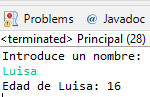 Problems @ Javadoc
<terminated> Principal (28)
Introduce un nombre:
Luisa
Edad de Luisa: 16